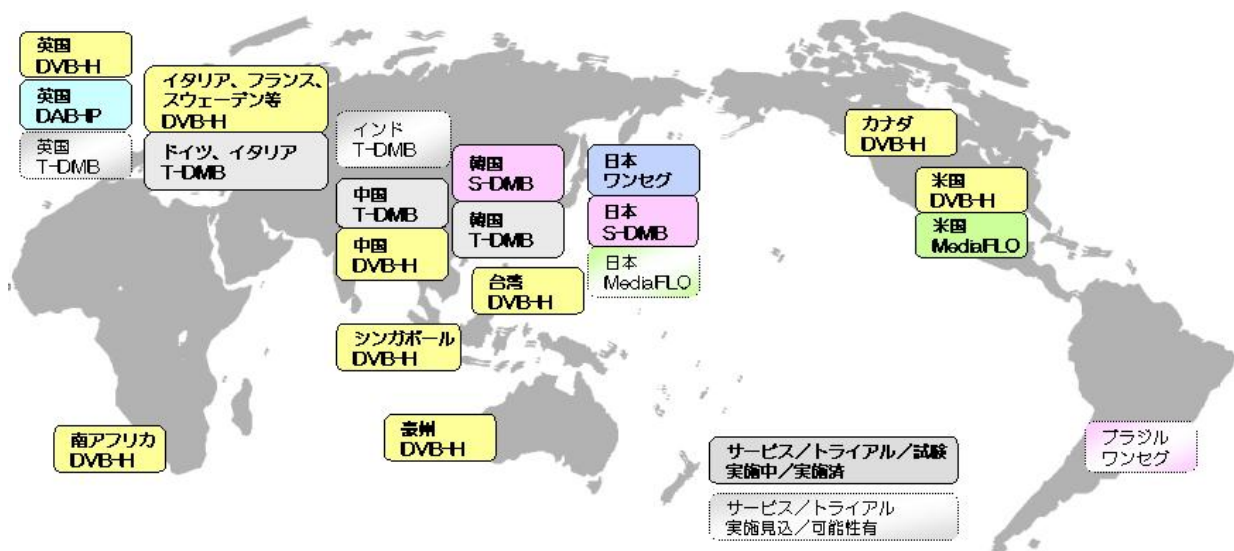 英国
DVB-H
英国
DAB-IP
英国
T-DMB
イタリア、フランス、
スウェーデン等
DVB-H
ドイツ、イタリア
T-DMB
インド
T-DMB
中国
T-DMB
中国
DVB-H
韓国
S-DMB
韓国
T-DMB
日本
ワンセグ
日本
S-DMB
日本
MediaFLO
台湾
DVB-H
シンガポール
DVB-H
南アフリカ
DVB-H
豪州
DVB-H
カナダ
DVB-H
米国
DVB-H
米国
MediaFLO
ブラジル
ワンセグ
サービス/トライアル/試験
実施中/実施済
サービス/トライアル
実施見込/可能性有